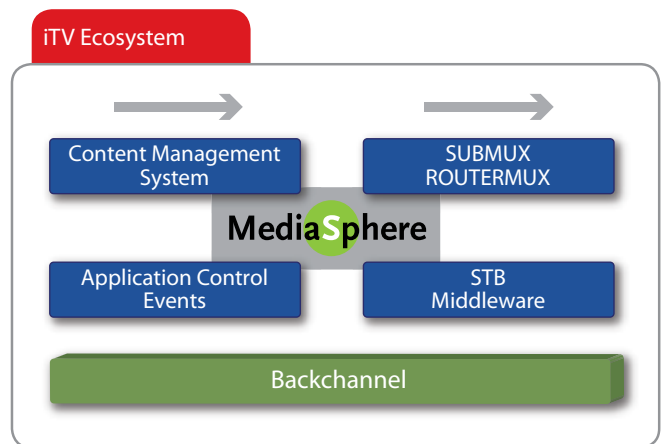 iTV Ecosystem
Content Management
System
SUBMUX
ROUTERMUX
MediaSphere
Application Control
Events
STB
Middleware
Backchannel